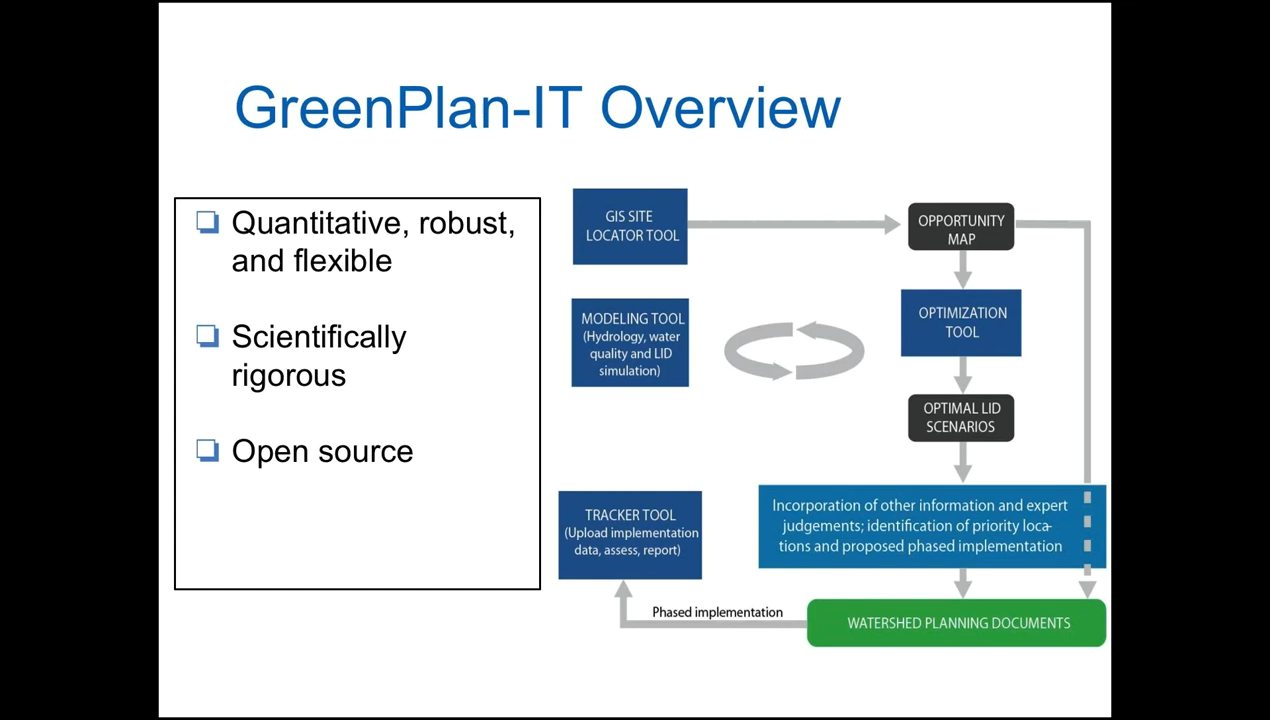 GreenPlan-IT Overview
Quantitative, robust,
and flexible
Scientifically
rigorous
Open source
GIS SITE
LOCATOR TOOL
OPPORTUNITY
MAP
MODELING TOOL
(Hydrology, water
quality and LID
simulation)
OPTIMIZATION
TOOL
OPTIMAL LID
SCENARIOS
Incorporation of other information and expert
judgements; identification of priority loca-
tions and proposed phased implementation
TRACKER TOOL
(Upload implementation
data, assess, report)
Phased implementation
WATERSHED PLANNING DOCUMENTS